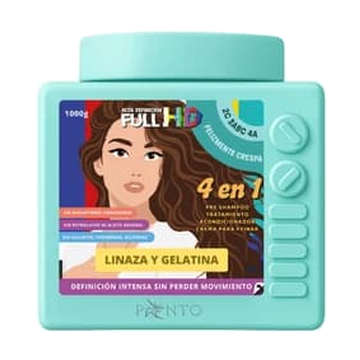 1000g
ALTA DEFINICIÓN
FULL HD
2C 3ABC 4A
FELIZMENTE CRESPA
4 en 1
PRE SHAMPOO
TRATAMIENTO
ACONDICIONADOR
CREMA PARA PEINAR
LINAZA Y GELATINA
DEFINICIÓN INTENSA SIN PERDER MOVIMIENTO